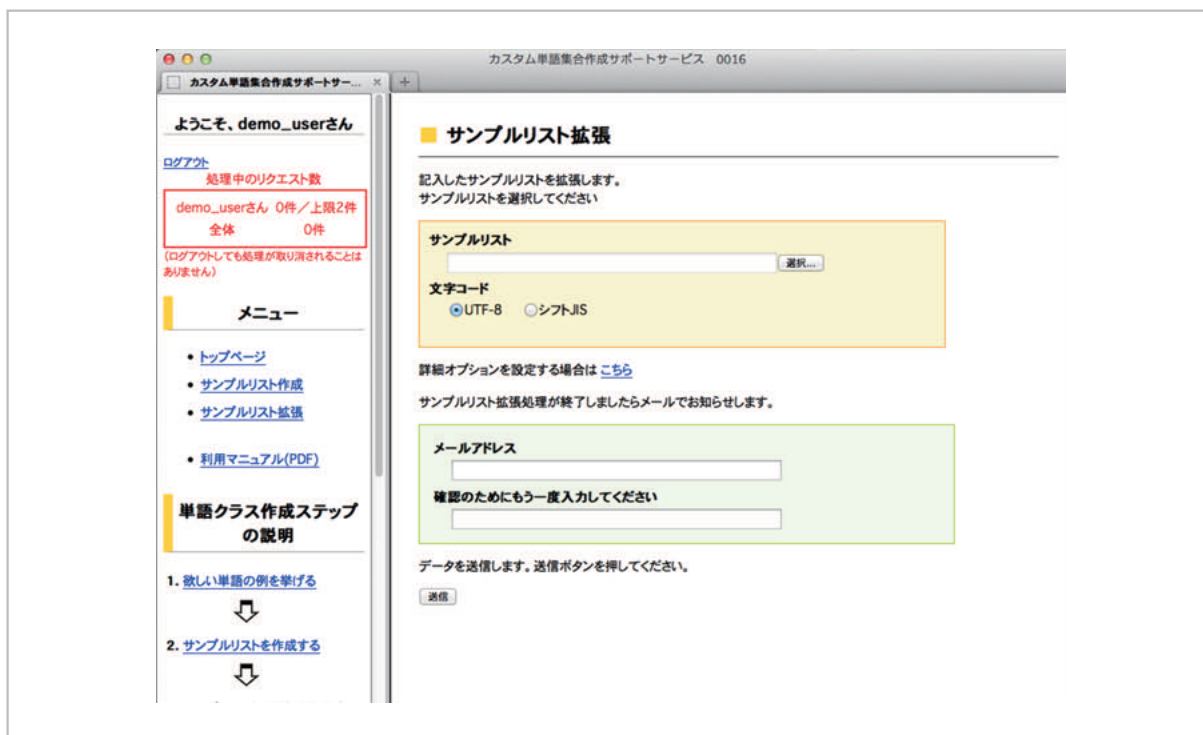 カスタム単語集合作成サポートサービス 0016
カスタム単語集合作成サポートサー... ×
+
ようこそ、demo_userさん
ログアウト
処理中のリクエスト数
demo_userさん 0件／上限2件
全体 0件
(ログアウトしても処理が取り消されることは
ありません)
メニュー
• トップページ
• サンプルリスト作成
• サンプルリスト拡張
• 利用マニュアル(PDF)
単語クラス作成ステップ
の説明
1. 欲しい単語の例を挙げる
2. サンプルリストを作成する
サンプルリスト拡張
記入したサンプルリストを拡張します。
サンプルリストを選択してください
サンプルリスト
選択...
文字コード
UTF-8 シフトJIS
詳細オプションを設定する場合は こちら
サンプルリスト拡張処理が終了しましたらメールでお知らせします。
メールアドレス
確認のためにもう一度入力してください
データを送信します。送信ボタンを押してください。
送信